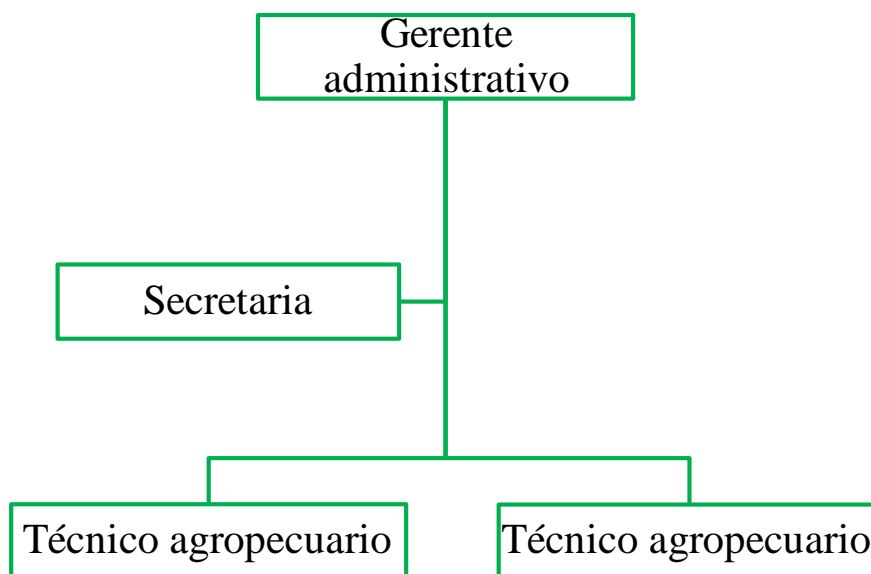 Gerente
administrativo
Secretaria
Técnico agropecuario
Técnico agropecuario